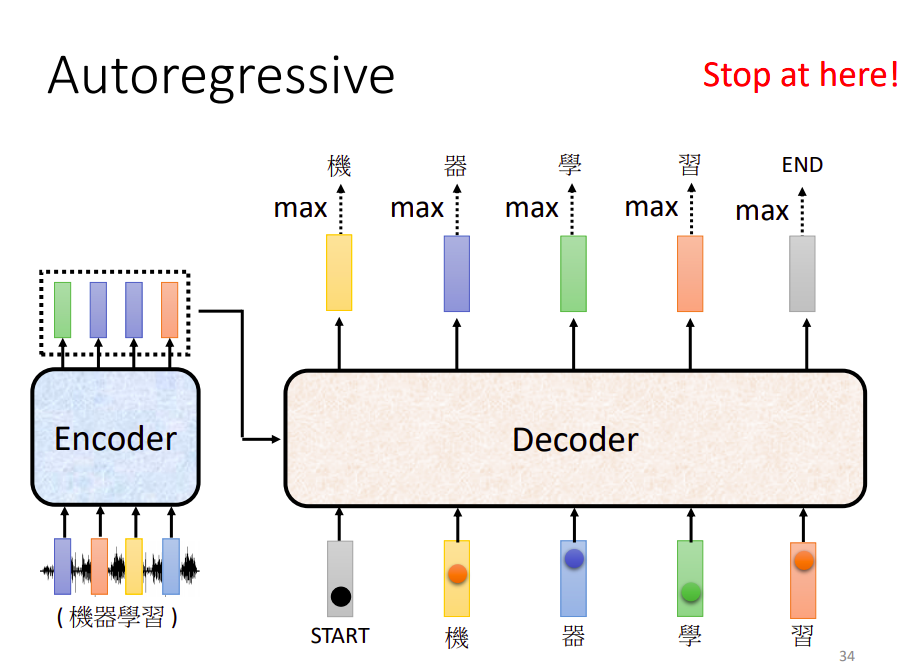 Autoregressive
Stop at here!
機 器 學 習 END
max max max max max
Encoder
Decoder
( 機器學習 )
START 機 器 學 習
34